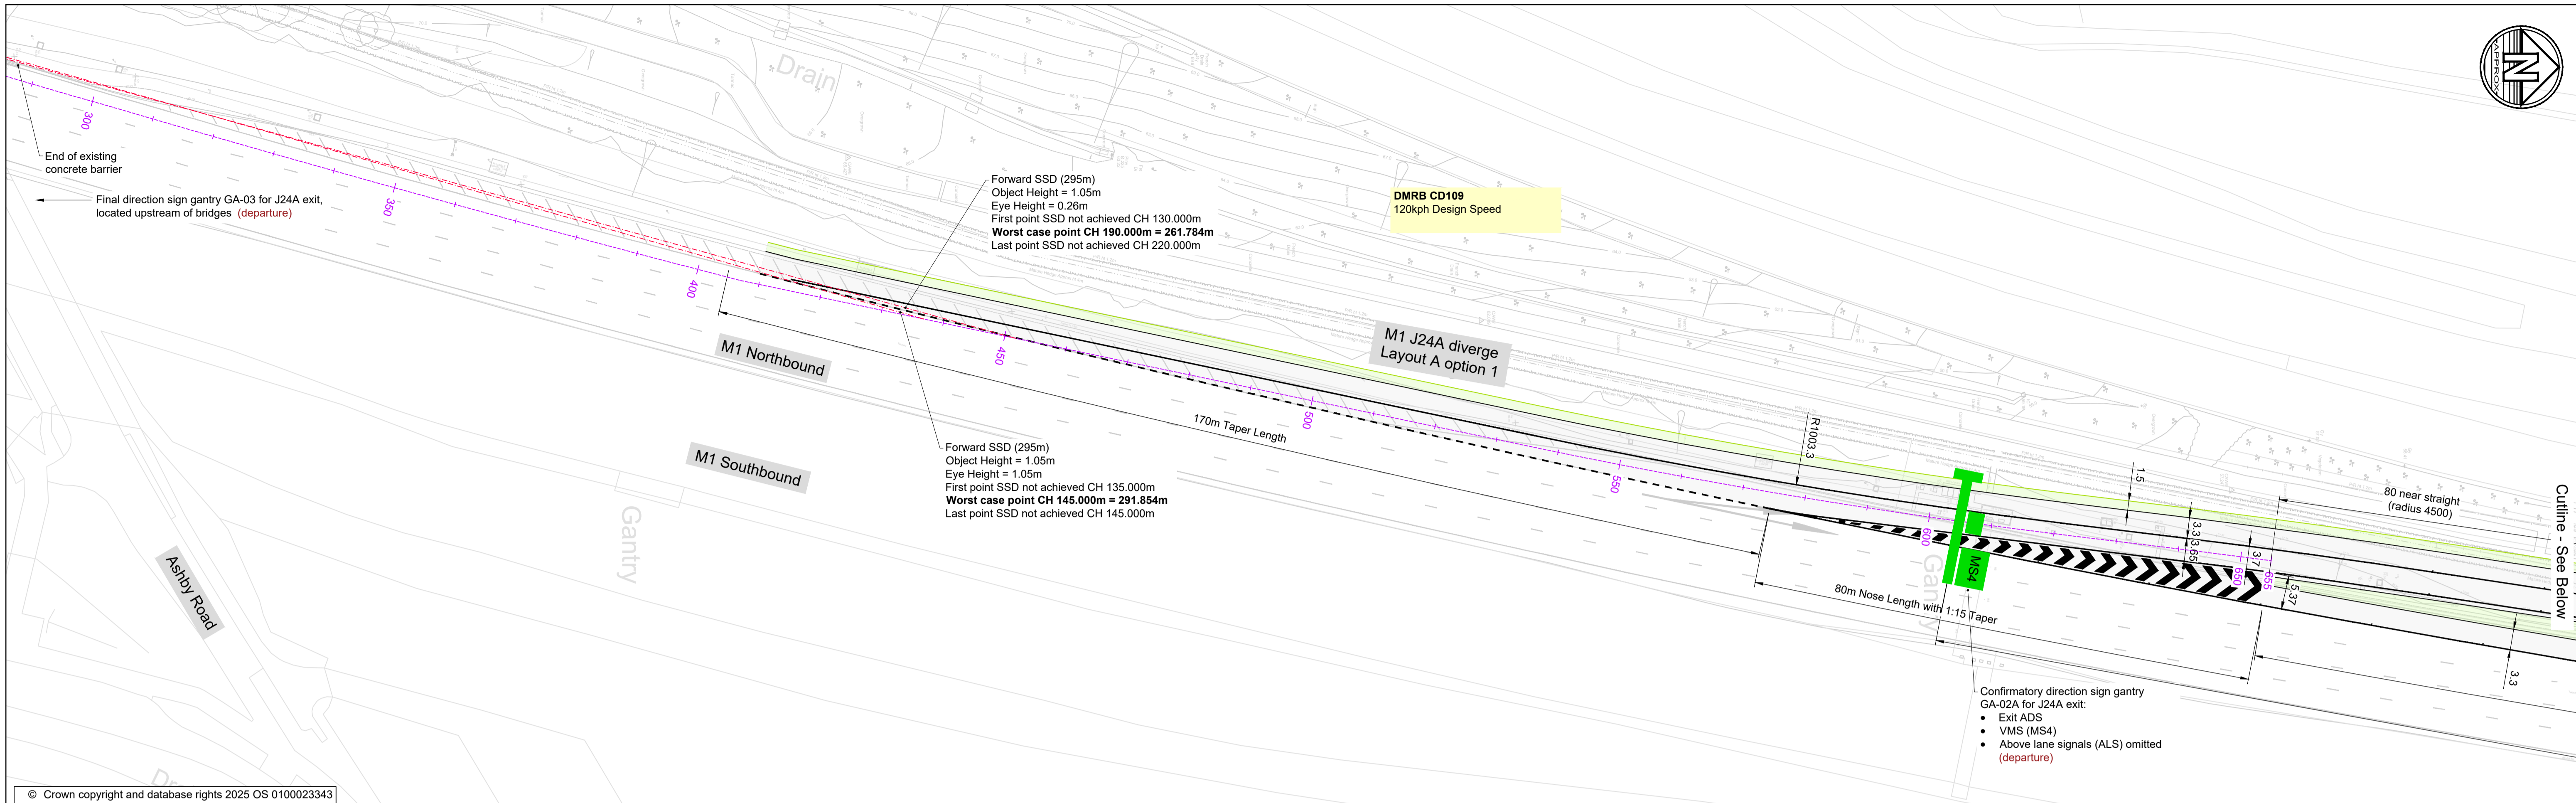 Drain
APPROX
N
300
End of existing
concrete barrier
Final direction sign gantry GA-03 for J24A exit,
located upstream of bridges (departure)
350
Forward SSD (295m)
Object Height = 1.05m
Eye Height = 0.26m
First point SSD not achieved CH 130.000m
Worst case point CH 190.000m = 261.784m
Last point SSD not achieved CH 220.000m
DMRB CD109
120kph Design Speed
400
M1 Northbound
450
M1 J24A diverge
Layout A option 1
500
170m Taper Length
R1003.3
550
M1 Southbound
Forward SSD (295m)
Object Height = 1.05m
Eye Height = 1.05m
First point SSD not achieved CH 135.000m
Worst case point CH 145.000m = 291.854m
Last point SSD not achieved CH 145.000m
Gantry
Ashby Road
600
Gantry
MS4
1.5
3.3
3.65
3.7
650
655
5.37
80 near straight
(radius 4500)
Cutline - See Below
3.3
80m Nose Length with 1:15 Taper
Confirmatory direction sign gantry
GA-02A for J24A exit:
• Exit ADS
• VMS (MS4)
• Above lane signals (ALS) omitted
(departure)
© Crown copyright and database rights 2025 OS 0100023343